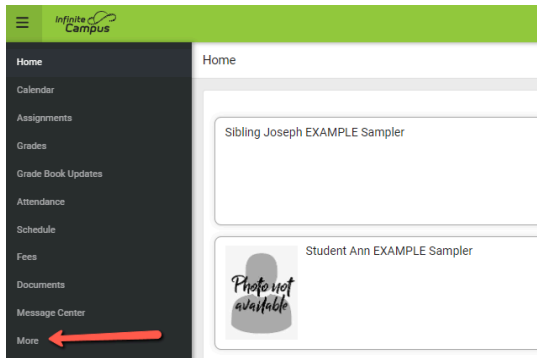 Infinite
Campus
Home
Calendar
Assignments
Grades
Grade Book Updates
Attendance
Schedule
Fees
Documents
Message Center
More
Home
Sibling Joseph EXAMPLE Sampler
Student Ann EXAMPLE Sampler
Photo not
available